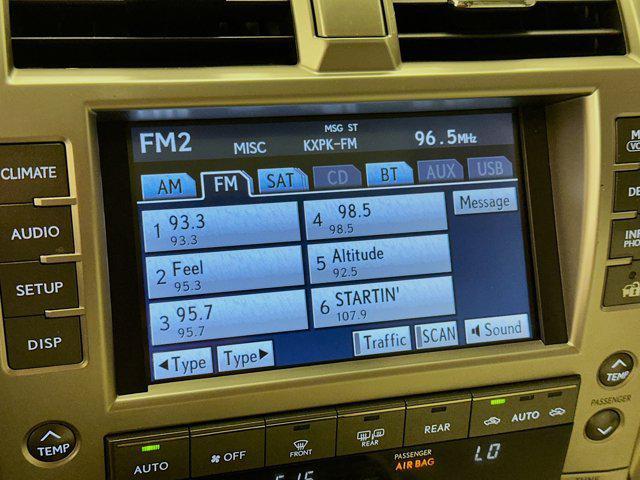 MSG ST
FM2 MISC KXPK-FM 96.5MHz
AM FM SAT CD BT AUX USB
1 93.3
93.3
4 98.5
98.5
Message
2 Feel
95.3
5 Altitude
92.5
3 95.7
95.7
6 STARTIN'
107.9
Type Type
Traffic SCAN Sound
CLIMATE
AUDIO
SETUP
DISP
TEMP
AUTO
OFF
FRONT
REAR
REAR
AUTO
TEMP
PASSENGER
PASSENGER
AIR BAG
LO